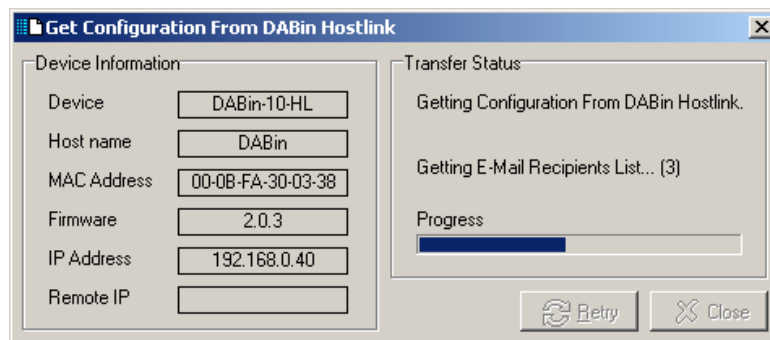 Get Configuration From DABin Hostlink
Device Information
Device DABin-10-HL
Host name DABin
MAC Address 00-0B-FA-30-03-38
Firmware 2.0.3
IP Address 192.168.0.40
Remote IP
Transfer Status
Getting Configuration From DABin Hostlink.
Getting E-Mail Recipients List... (3)
Progress
Retry
Close